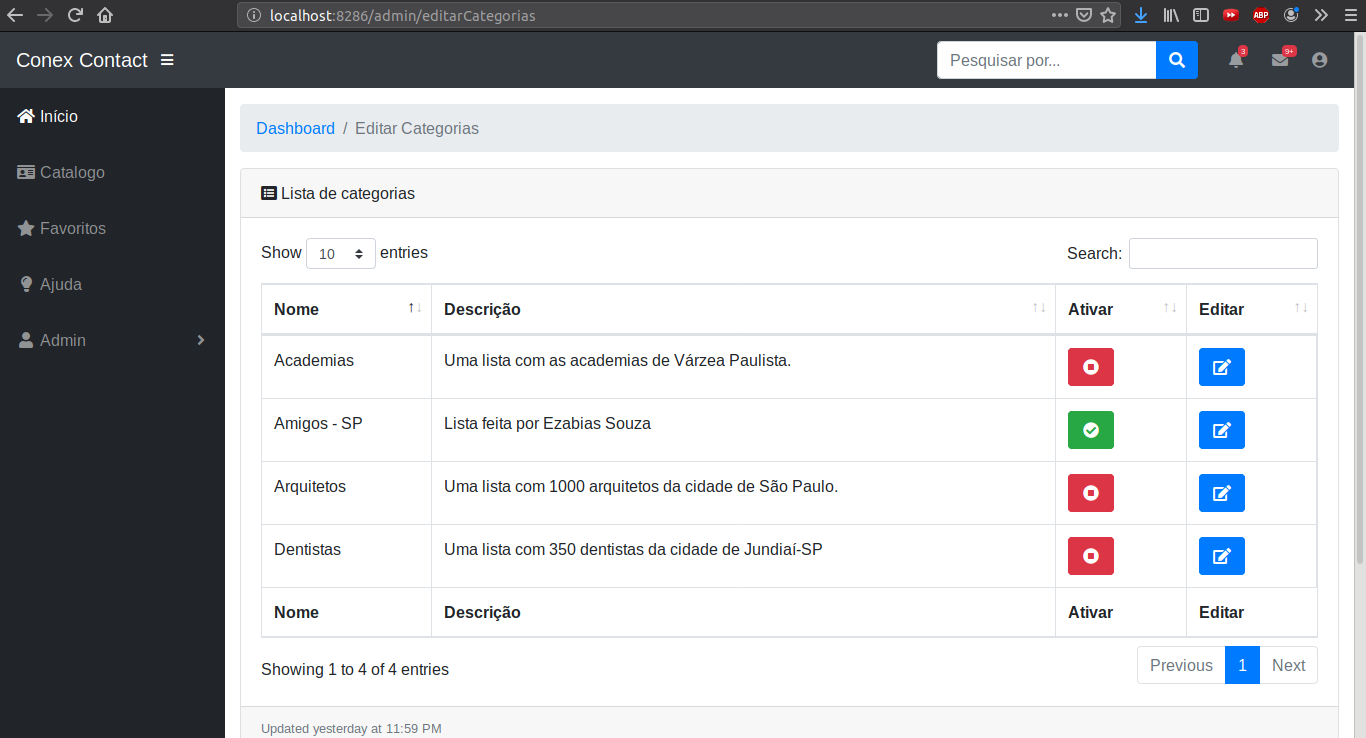 localhost:8286/admin/editarCategorias
ABP
Conex Contact
Pesquisar por...
3
9+
Início
Catalogo
Favoritos
Ajuda
Admin
Dashboard / Editar Categorias
Lista de categorias
Show 10 entries
Search:
Nome Descrição Ativar Editar
Academias Uma lista com as academias de Várzea Paulista.
Amigos - SP Lista feita por Ezabias Souza
Arquitetos Uma lista com 1000 arquitetos da cidade de São Paulo.
Dentistas Uma lista com 350 dentistas da cidade de Jundiaí-SP
Nome Descrição Ativar Editar
Showing 1 to 4 of 4 entries
Previous 1 Next
Updated yesterday at 11:59 PM